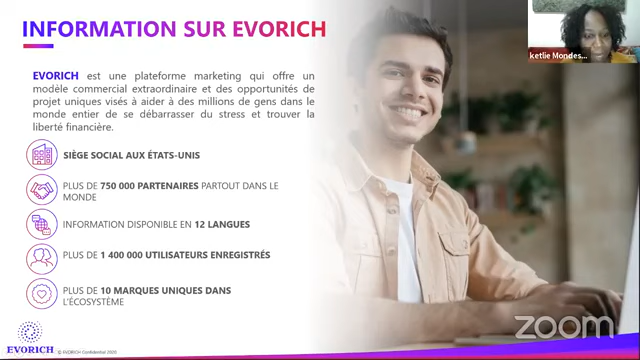 INFORMATION SUR EVORICH
ketlie Mondes...
EVORICH est une plateforme marketing qui offre un
modèle commercial extraordinaire et des opportunités de
projet uniques visés à aider à des millions de gens dans le
monde entier de se débarrasser du stress et trouver la
liberté financière.
SIÈGE SOCIAL AUX ÉTATS-UNIS
PLUS DE 750 000 PARTENAIRES PARTOUT DANS LE
MONDE
INFORMATION DISPONIBLE EN 12 LANGUES
PLUS DE 1 400 000 UTILISATEURS ENREGISTRÉS
PLUS DE 10 MARQUES UNIQUES DANS
L'ÉCOSYSTÈME
EVORICH
© EVORICH Confidential 2020
zoom